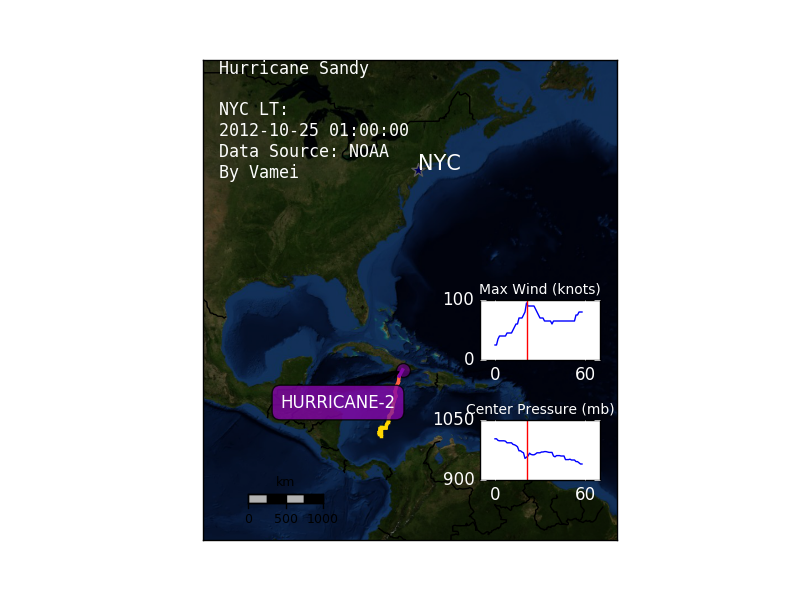 Hurricane Sandy
NYC LT:
2012-10-25 01:00:00
Data Source: NOAA
By Vamei
NYC
Max Wind (knots)
100
0
0 60
HURRICANE-2
Center Pressure (mb)
1050
900
0 60
km
0 500 1000